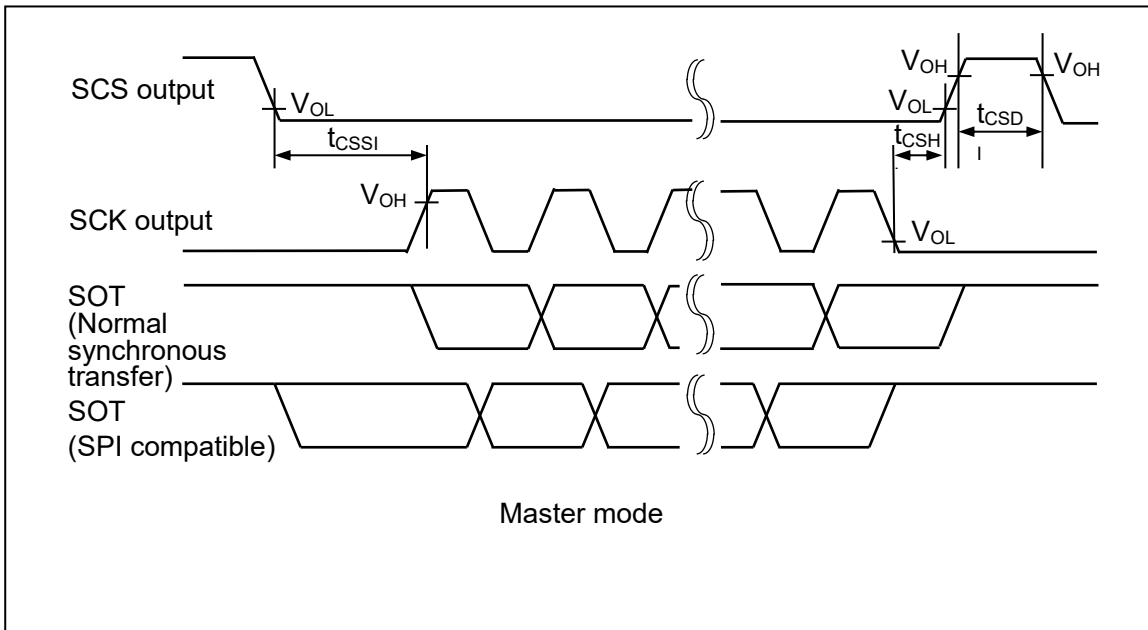 SCS output
V_OL
t_CSSI
V_OH
V_OH
V_OL
t_CSH
t_CSD
I
SCK output
V_OH
V_OL
SOT
(Normal
synchronous
transfer)
SOT
(SPI compatible)
Master mode